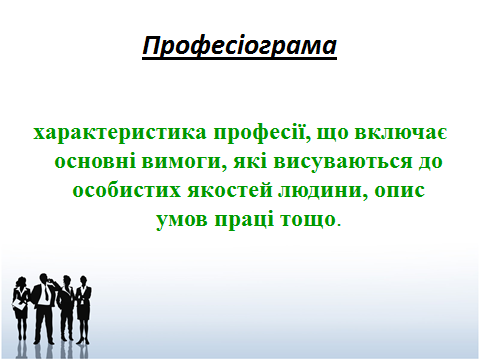 Професіограма
характеристика професії, що включає
основні вимоги, які висуваються до
особистих якостей людини, опис
умов праці тощо.